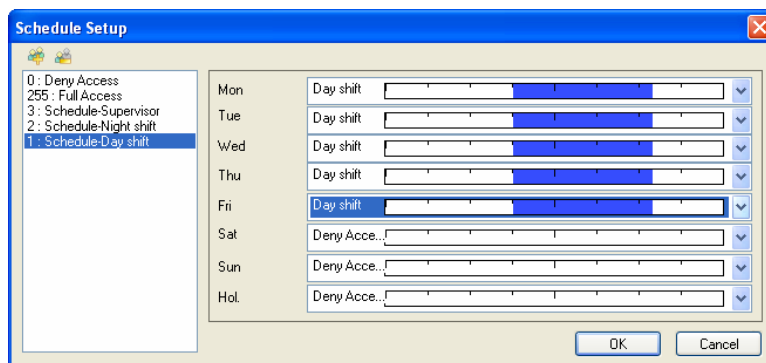 Schedule Setup
0 : Deny Access
255 : Full Access
3 : Schedule-Supervisor
2 : Schedule-Night shift
1 : Schedule-Day shift
Mon Day shift
Tue Day shift
Wed Day shift
Thu Day shift
Fri Day shift
Sat Deny Acce...
Sun Deny Acce...
Hol. Deny Acce...
OK Cancel